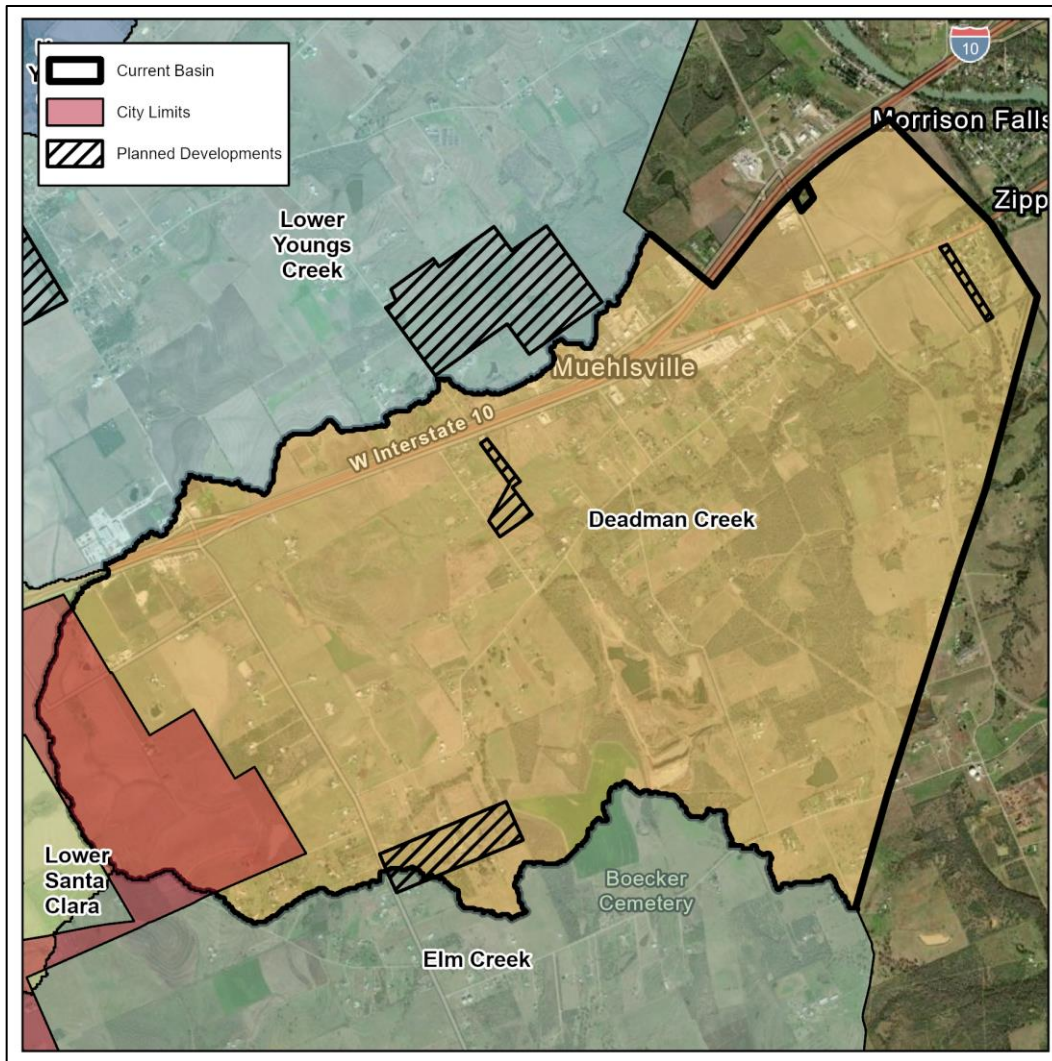 Current Basin
City Limits
Planned Developments
10
Morrison Falls
Zipp
Lower
Youngs
Creek
Muehlsville
W Interstate 10
Deadman Creek
Lower
Santa
Clara
Boecker
Cemetery
Elm Creek